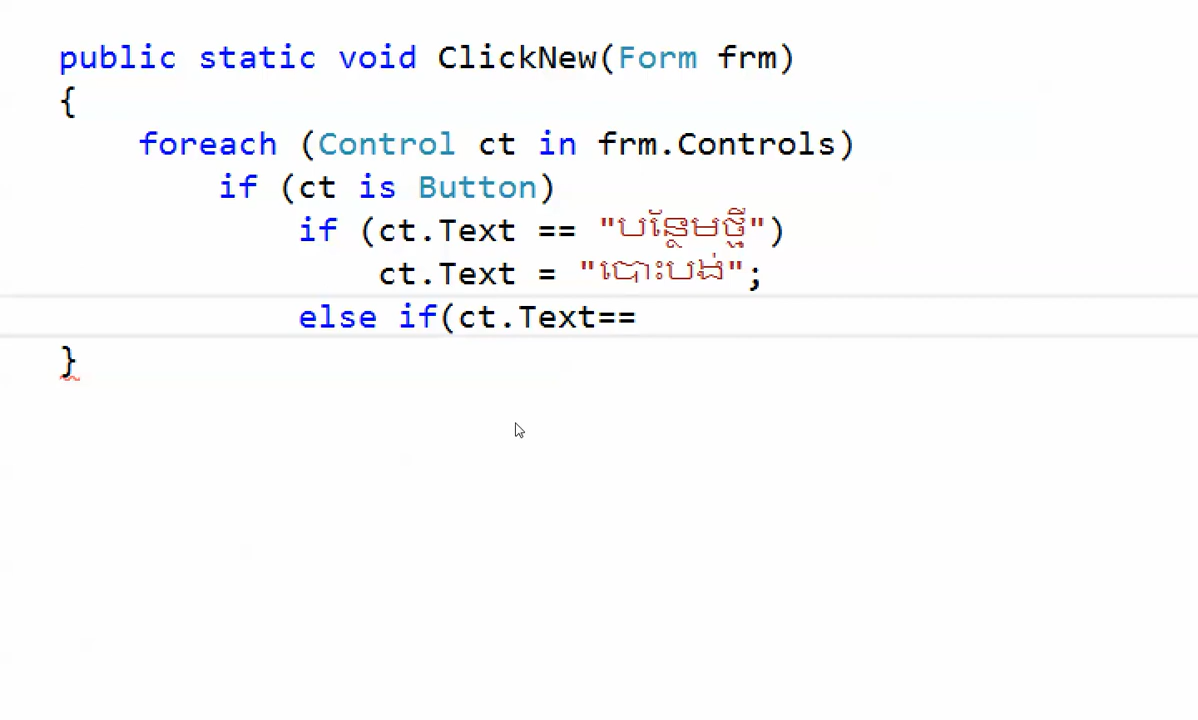 public static void ClickNew(Form frm)
{
foreach (Control ct in frm.Controls)
if (ct is Button)
if (ct.Text == "បន្ថែមថ្មី")
ct.Text = "បោះបង់";
else if(ct.Text==
}